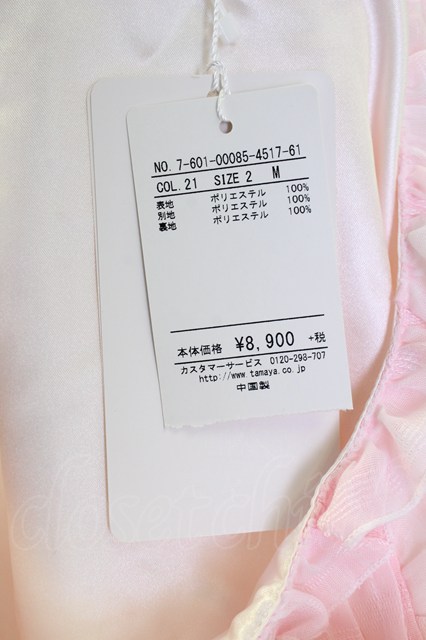 NO. 7-601-00085-4517-61
COL. 21 SIZE 2 M
表地 ポリエステル 100%
別地 ポリエステル 100%
裏地 ポリエステル 100%
本体価格 ¥8,900 +税
カスタマーサービス 0120-298-707
http://www.tamaya.co.jp
中国製
closetchild